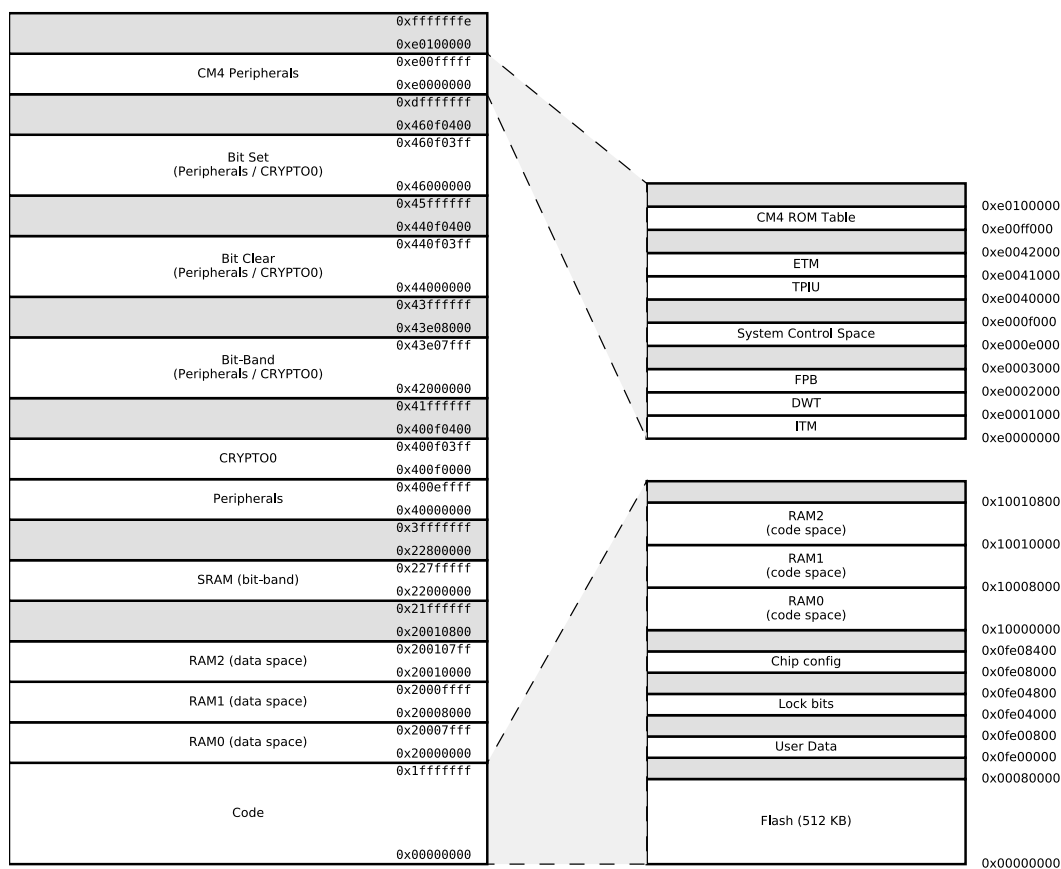 0xfffffffe
0xe0100000
0xe00fffff
CM4 Peripherals
0xe0000000
0xdfffffff
0x460f0400
0x460f03ff
Bit Set
(Peripherals / CRYPTO0)
0x46000000
0x45ffffff
0x440f0400
0x440f03ff
Bit Clear
(Peripherals / CRYPTO0)
0x44000000
0x43ffffff
0x43e08000
0x43e07fff
Bit-Band
(Peripherals / CRYPTO0)
0x42000000
0x41ffffff
0x400f0400
0x400f03ff
CRYPTO0
0x400f0000
0x400effff
Peripherals
0x40000000
0x3fffffff
0x22800000
0x227fffff
SRAM (bit-band)
0x22000000
0x21ffffff
0x20010800
0x200107ff
RAM2 (data space)
0x20010000
0x2000ffff
RAM1 (data space)
0x20008000
0x20007fff
RAM0 (data space)
0x20000000
0x1fffffff
Code
0x00000000
0xe0100000
CM4 ROM Table
0xe00ff000
0xe0042000
ETM
0xe0041000
TPIU
0xe0040000
0xe000f000
System Control Space
0xe000e000
0xe0003000
FPB
0xe0002000
DWT
0xe0001000
ITM
0xe0000000
0x10010800
RAM2
(code space)
0x10010000
RAM1
(code space)
0x10008000
RAM0
(code space)
0x10000000
0x0fe08400
Chip config
0x0fe08000
0x0fe04800
Lock bits
0x0fe04000
0x0fe00800
User Data
0x0fe00000
0x00080000
Flash (512 KB)
0x00000000